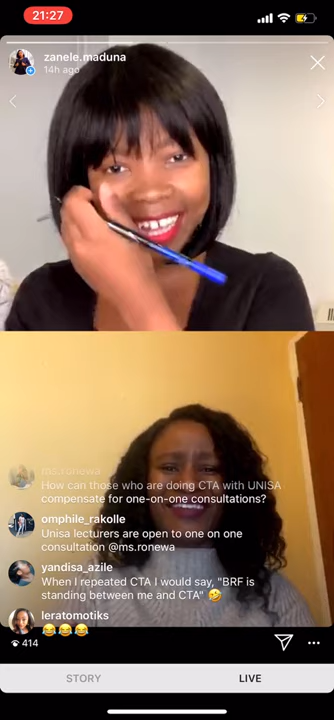 21:27
zanele.maduna
14h ago
ms.ronewa
How can those who are doing CTA with UNISA
compensate for one-on-one consultations?
omphile_rakolle
Unisa lecturers are open to one on one
consultation @ms.ronewa
yandisa_azile
When I repeated CTA I would say, "BRF is
standing between me and CTA" 🤣
leratomotiks
😂😂😂
414
STORY
LIVE